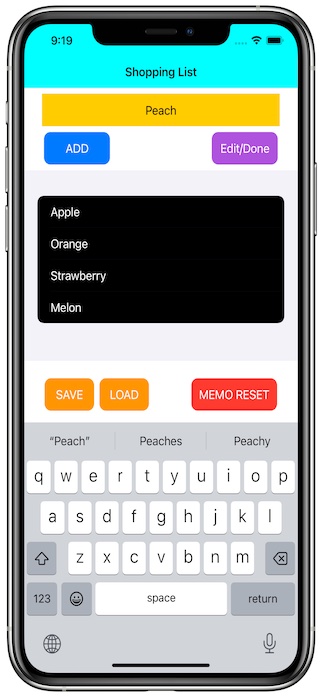 9:19
Shopping List
Peach
ADD Edit/Done
Apple
Orange
Strawberry
Melon
SAVE LOAD MEMO RESET
“Peach” Peaches Peachy
q w e r t y u i o p
a s d f g h j k l
z x c v b n m
123 space return